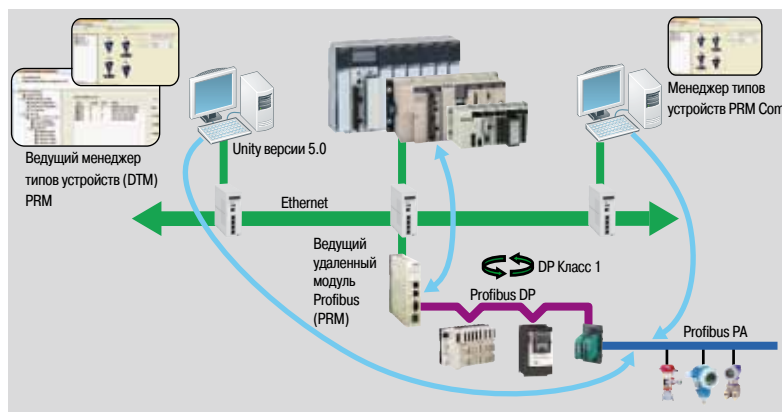 Менеджер типов
устройств PRM Com
Unity версии 5.0
Ведущий менеджер
типов устройств (DTM)
PRM
Ethernet
Ведущий
удаленный
модуль
Profibus
(PRM)
DP Класс 1
Profibus DP
Profibus PA